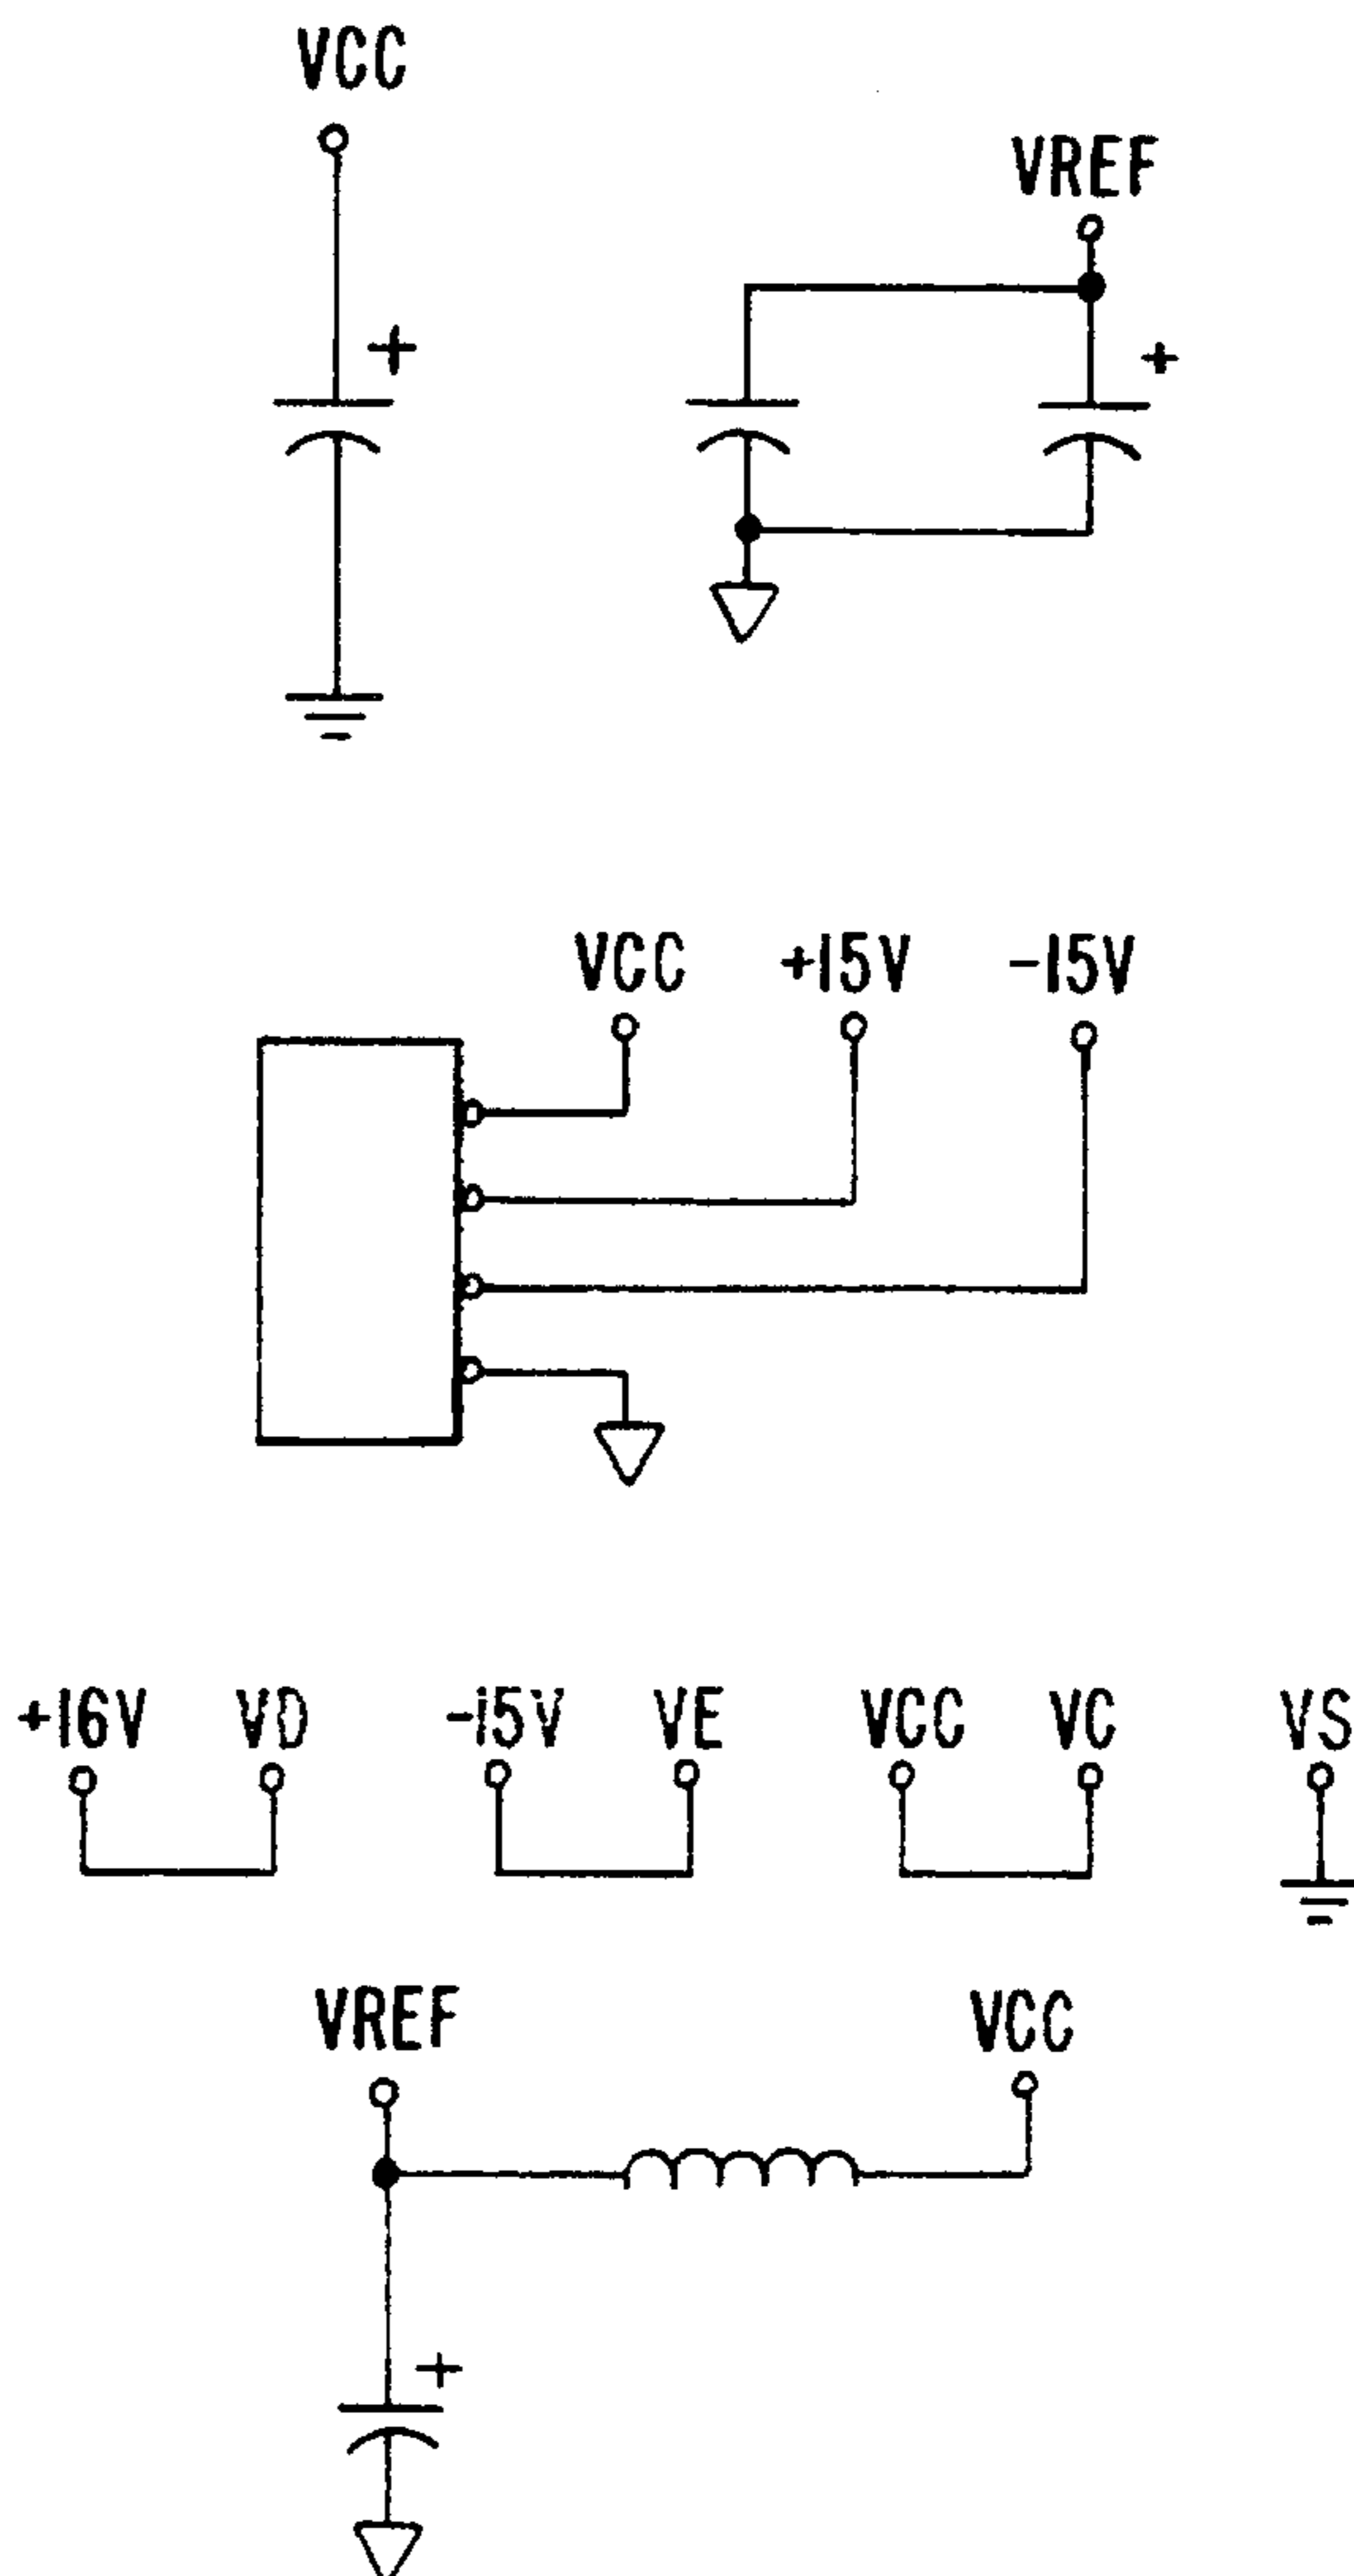 VCC
VREF
+
+
VCC +15V -15V
+16V VD -15V VE VCC VC VS
VREF VCC
+